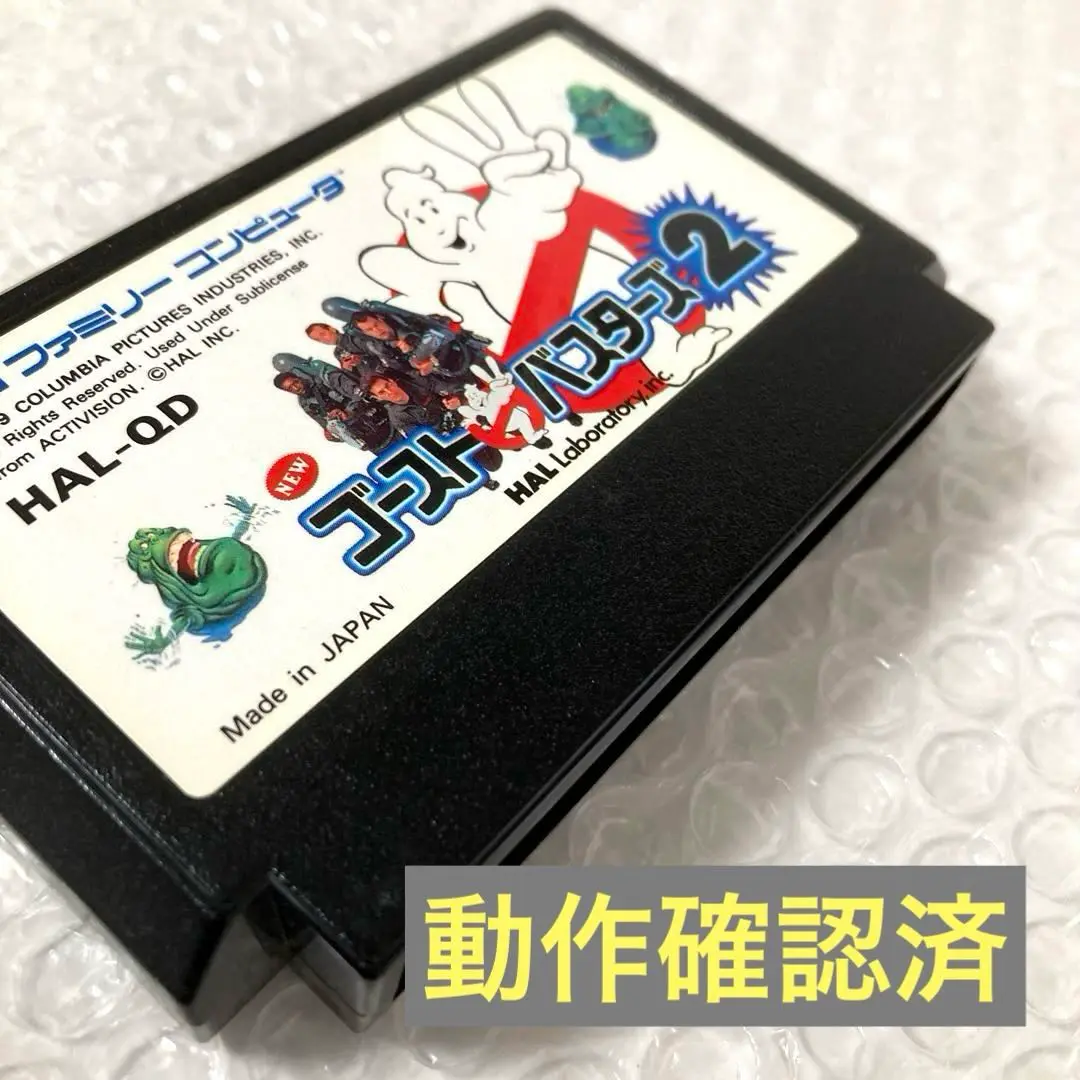 ファミリー コンピュータ
COLUMBIA PICTURES INDUSTRIES, INC.
Rights Reserved. Used Under Sublicense
from ACTIVISION. ©HAL INC.
HAL-QD
NEW
ゴーストバスターズ2
HAL Laboratory, inc.
Made in JAPAN
動作確認済